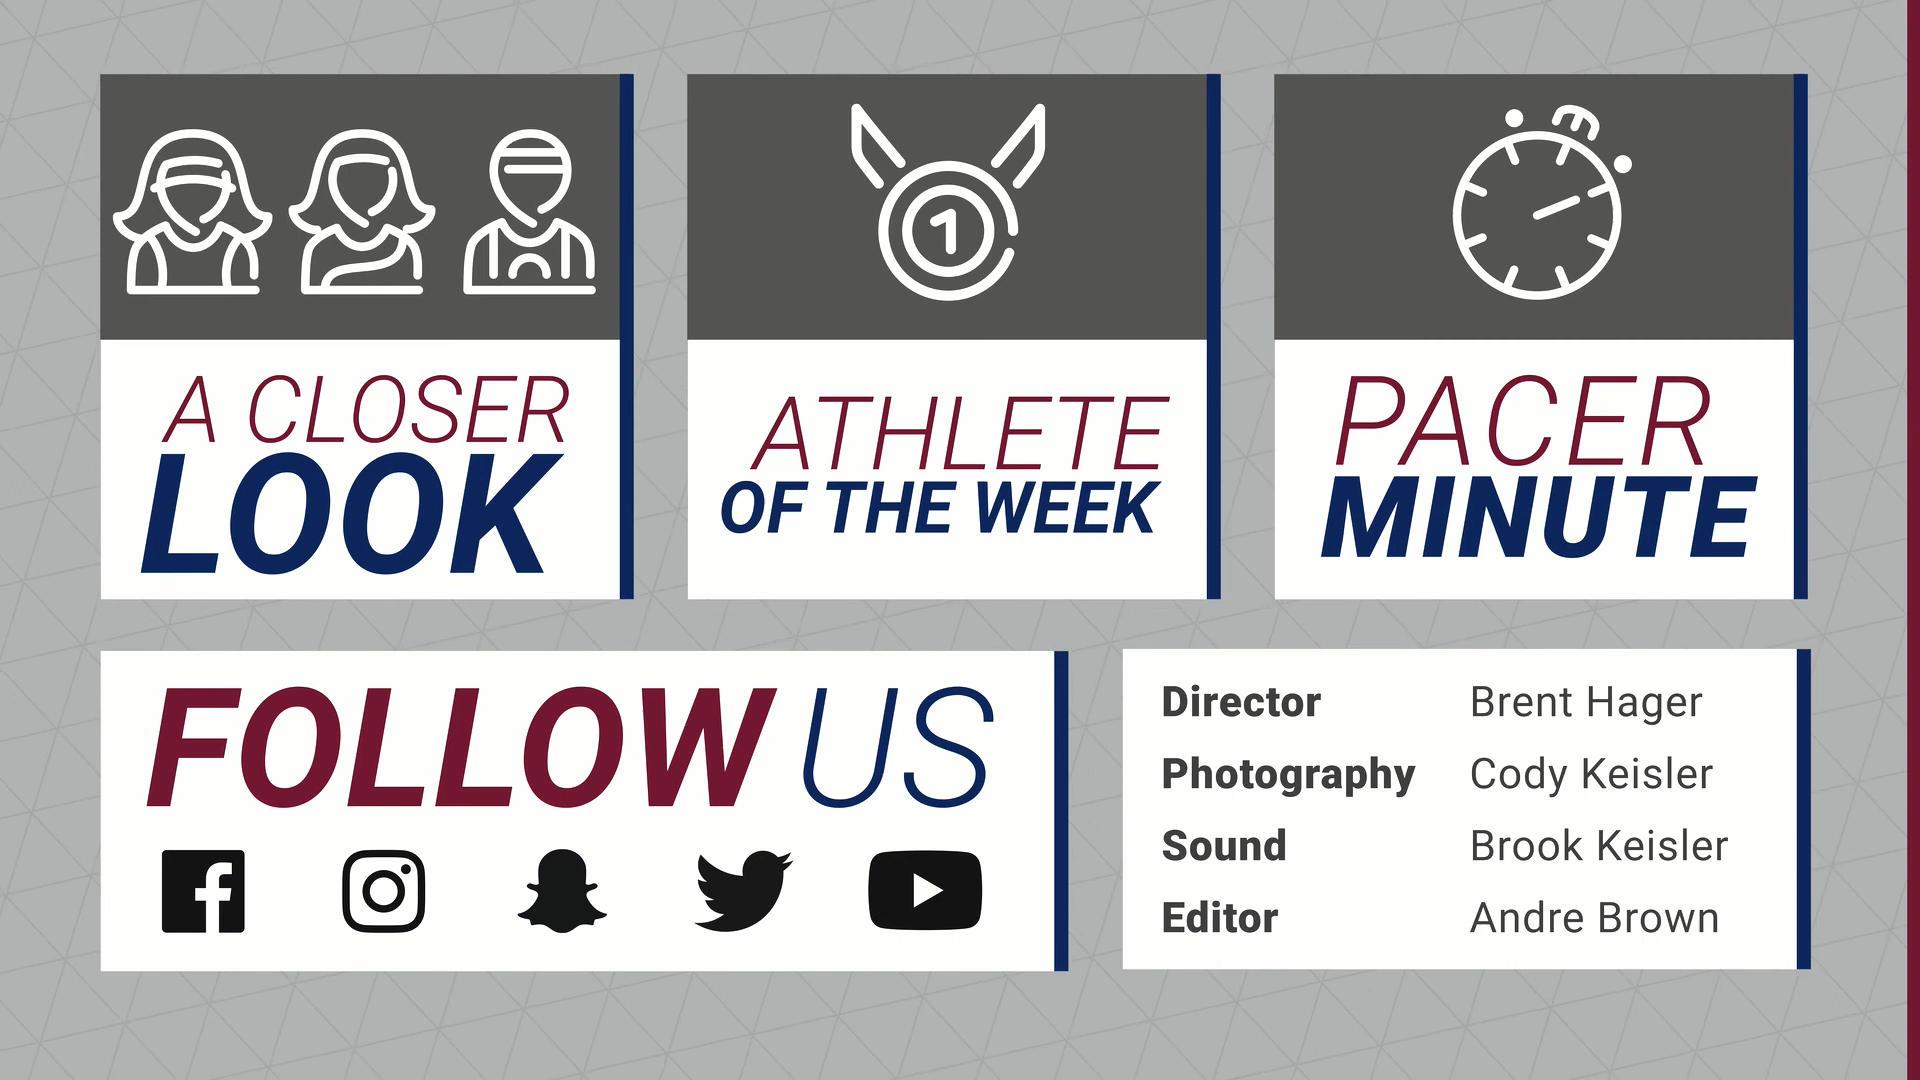 1
A CLOSER
LOOK
ATHLETE
OF THE WEEK
PACER
MINUTE
FOLLOW US
Director Brent Hager
Photography Cody Keisler
Sound Brook Keisler
Editor Andre Brown